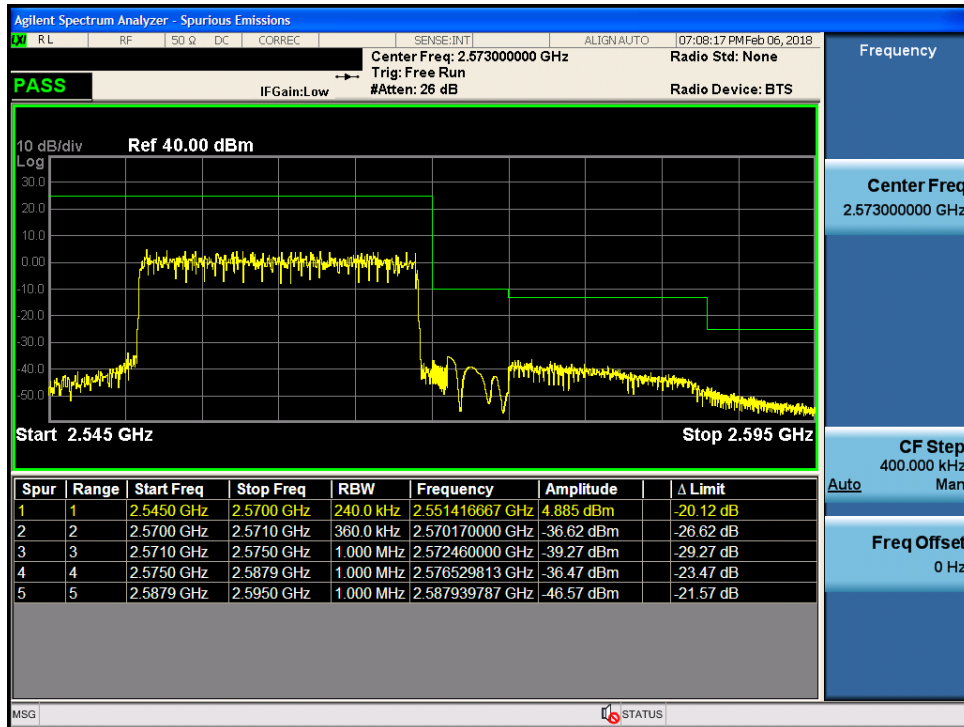 Agilent Spectrum Analyzer - Spurious Emissions
LXI RL RF 50 Ω DC CORREC SENSE:INT ALIGN AUTO 07:08:17 PM Feb 06, 2018
Center Freq: 2.573000000 GHz Radio Std: None
Trig: Free Run
PASS IFGain:Low #Atten: 26 dB Radio Device: BTS
10 dB/div Ref 40.00 dBm
Log
30.0
20.0
10.0
0.00
-10.0
-20.0
-30.0
-40.0
-50.0
Start 2.545 GHz Stop 2.595 GHz
Spur Range Start Freq Stop Freq RBW Frequency Amplitude Δ Limit
1 1 2.5450 GHz 2.5700 GHz 240.0 kHz 2.551416667 GHz 4.885 dBm -20.12 dB
2 2 2.5700 GHz 2.5710 GHz 360.0 kHz 2.570170000 GHz -36.62 dBm -26.62 dB
3 3 2.5710 GHz 2.5750 GHz 1.000 MHz 2.572460000 GHz -39.27 dBm -29.27 dB
4 4 2.5750 GHz 2.5879 GHz 1.000 MHz 2.576529813 GHz -36.47 dBm -23.47 dB
5 5 2.5879 GHz 2.5950 GHz 1.000 MHz 2.587939787 GHz -46.57 dBm -21.57 dB
MSG STATUS
Frequency
Center Freq
2.573000000 GHz
CF Step
400.000 kHz
Auto Man
Freq Offset
0 Hz